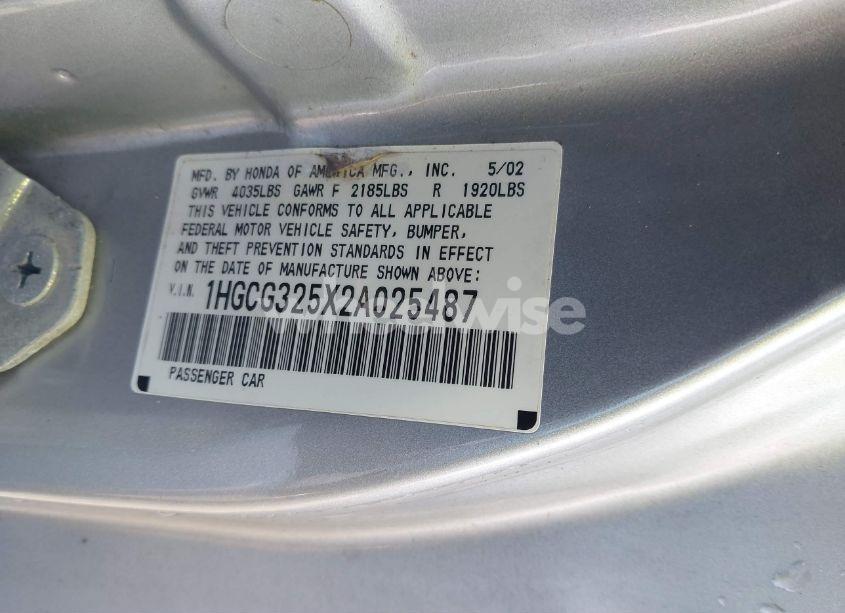 MFD. BY HONDA OF AMERICA MFG., INC. 5/02
GVWR 4035LBS GAWR F 2185LBS R 1920LBS
THIS VEHICLE CONFORMS TO ALL APPLICABLE
FEDERAL MOTOR VEHICLE SAFETY, BUMPER,
AND THEFT PREVENTION STANDARDS IN EFFECT
ON THE DATE OF MANUFACTURE SHOWN ABOVE:
V.I.N. 1HGCG325X2A025487
PASSENGER CAR